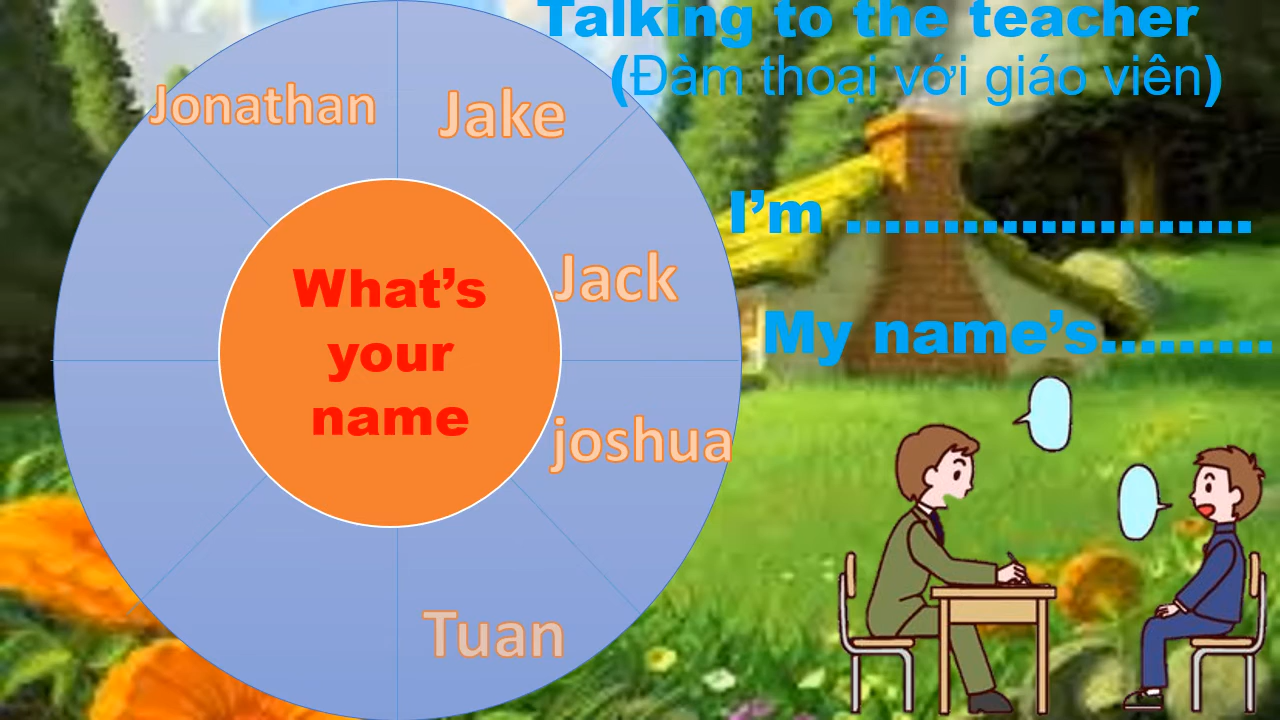 Talking to the teacher
(Đàm thoại với giáo viên)
Jonathan
Jake
Jack
joshua
Tuan
What’s
your
name
I’m .....................
My name’s.........